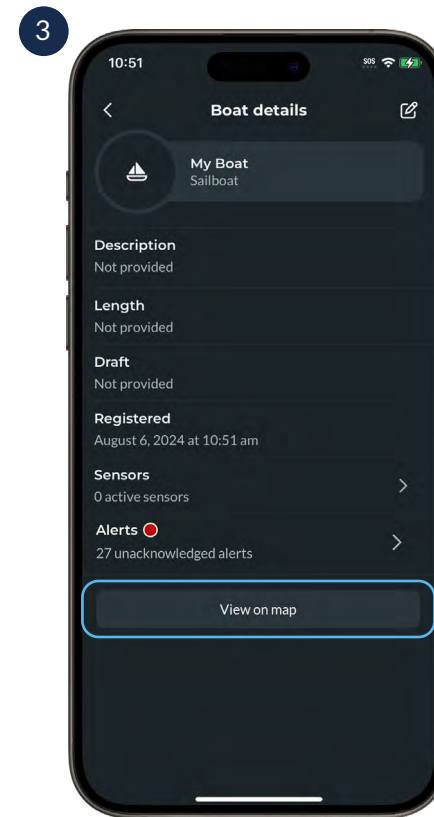 3
10:51
SOS
Boat details
My Boat
Sailboat
Description
Not provided
Length
Not provided
Draft
Not provided
Registered
August 6, 2024 at 10:51 am
Sensors
0 active sensors
Alerts
27 unacknowledged alerts
View on map